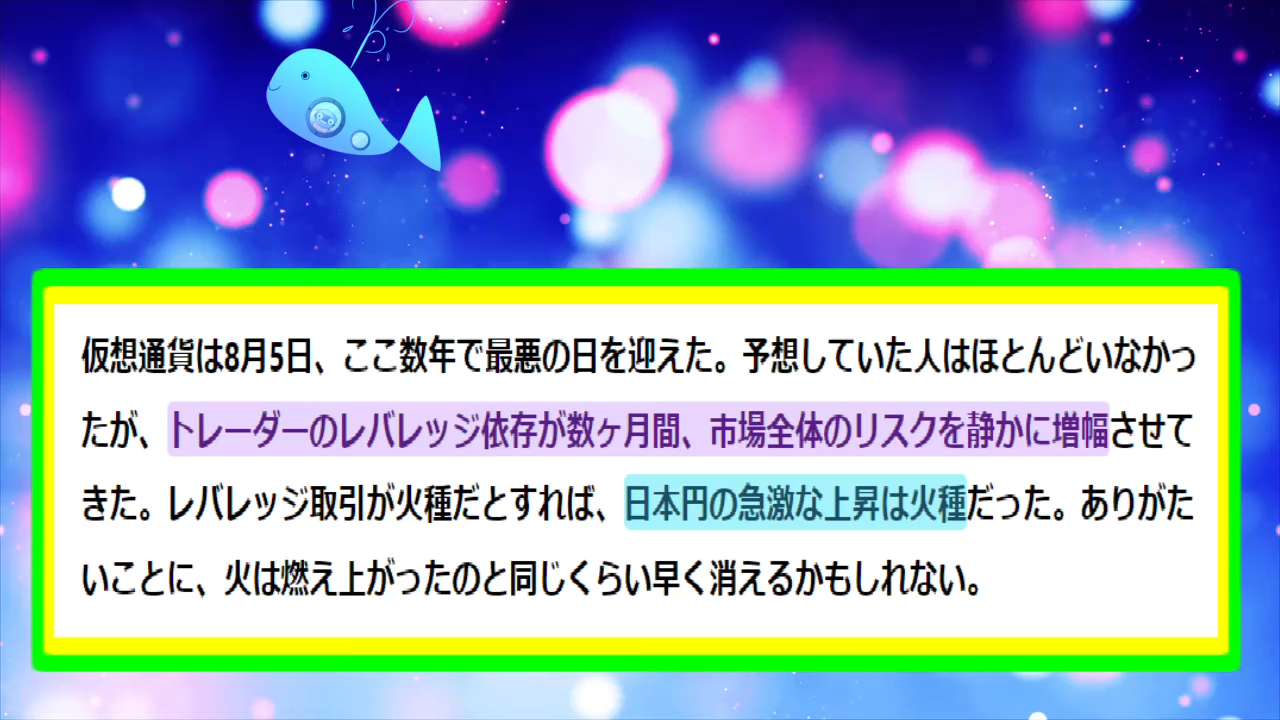 仮想通貨は8月5日、ここ数年で最悪の日を迎えた。予想していた人はほとんどいなかっ
たが、トレーダーのレバレッジ依存が数ヶ月間、市場全体のリスクを静かに増幅させて
きた。レバレッジ取引が火種だとすれば、日本円の急激な上昇は火種だった。ありがた
いことに、火は燃え上がったのと同じくらい早く消えるかもしれない。